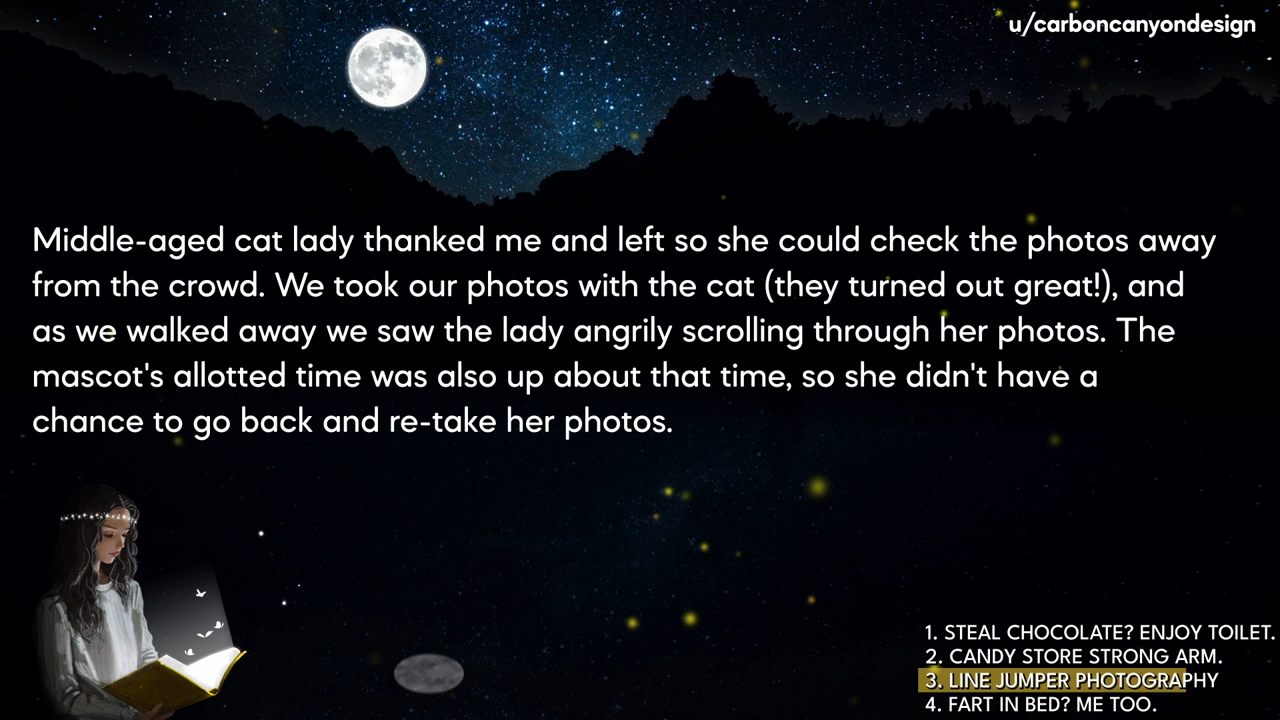 u/carboncanyondesign
Middle-aged cat lady thanked me and left so she could check the photos away
from the crowd. We took our photos with the cat (they turned out great!), and
as we walked away we saw the lady angrily scrolling through her photos. The
mascot's allotted time was also up about that time, so she didn't have a
chance to go back and re-take her photos.
1. STEAL CHOCOLATE? ENJOY TOILET.
2. CANDY STORE STRONG ARM.
3. LINE JUMPER PHOTOGRAPHY
4. FART IN BED? ME TOO.